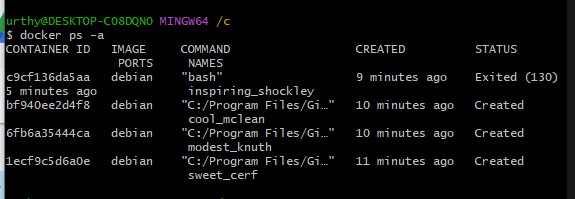 urthy@DESKTOP-C08DQNO MINGW64 /c
$ docker ps -a
CONTAINER ID   IMAGE     COMMAND                  CREATED          STATUS
               PORTS     NAMES
c9cf136da5aa   debian    "bash"                   9 minutes ago    Exited (130)
5 minutes ago             inspiring_shockley
bf940ee2d4f8   debian    "C:/Program Files/Gi…"   10 minutes ago   Created
                         cool_mclean
6fb6a35444ca   debian    "C:/Program Files/Gi…"   10 minutes ago   Created
                         modest_knuth
1ecf9c5d6a0e   debian    "C:/Program Files/Gi…"   11 minutes ago   Created
                         sweet_cerf